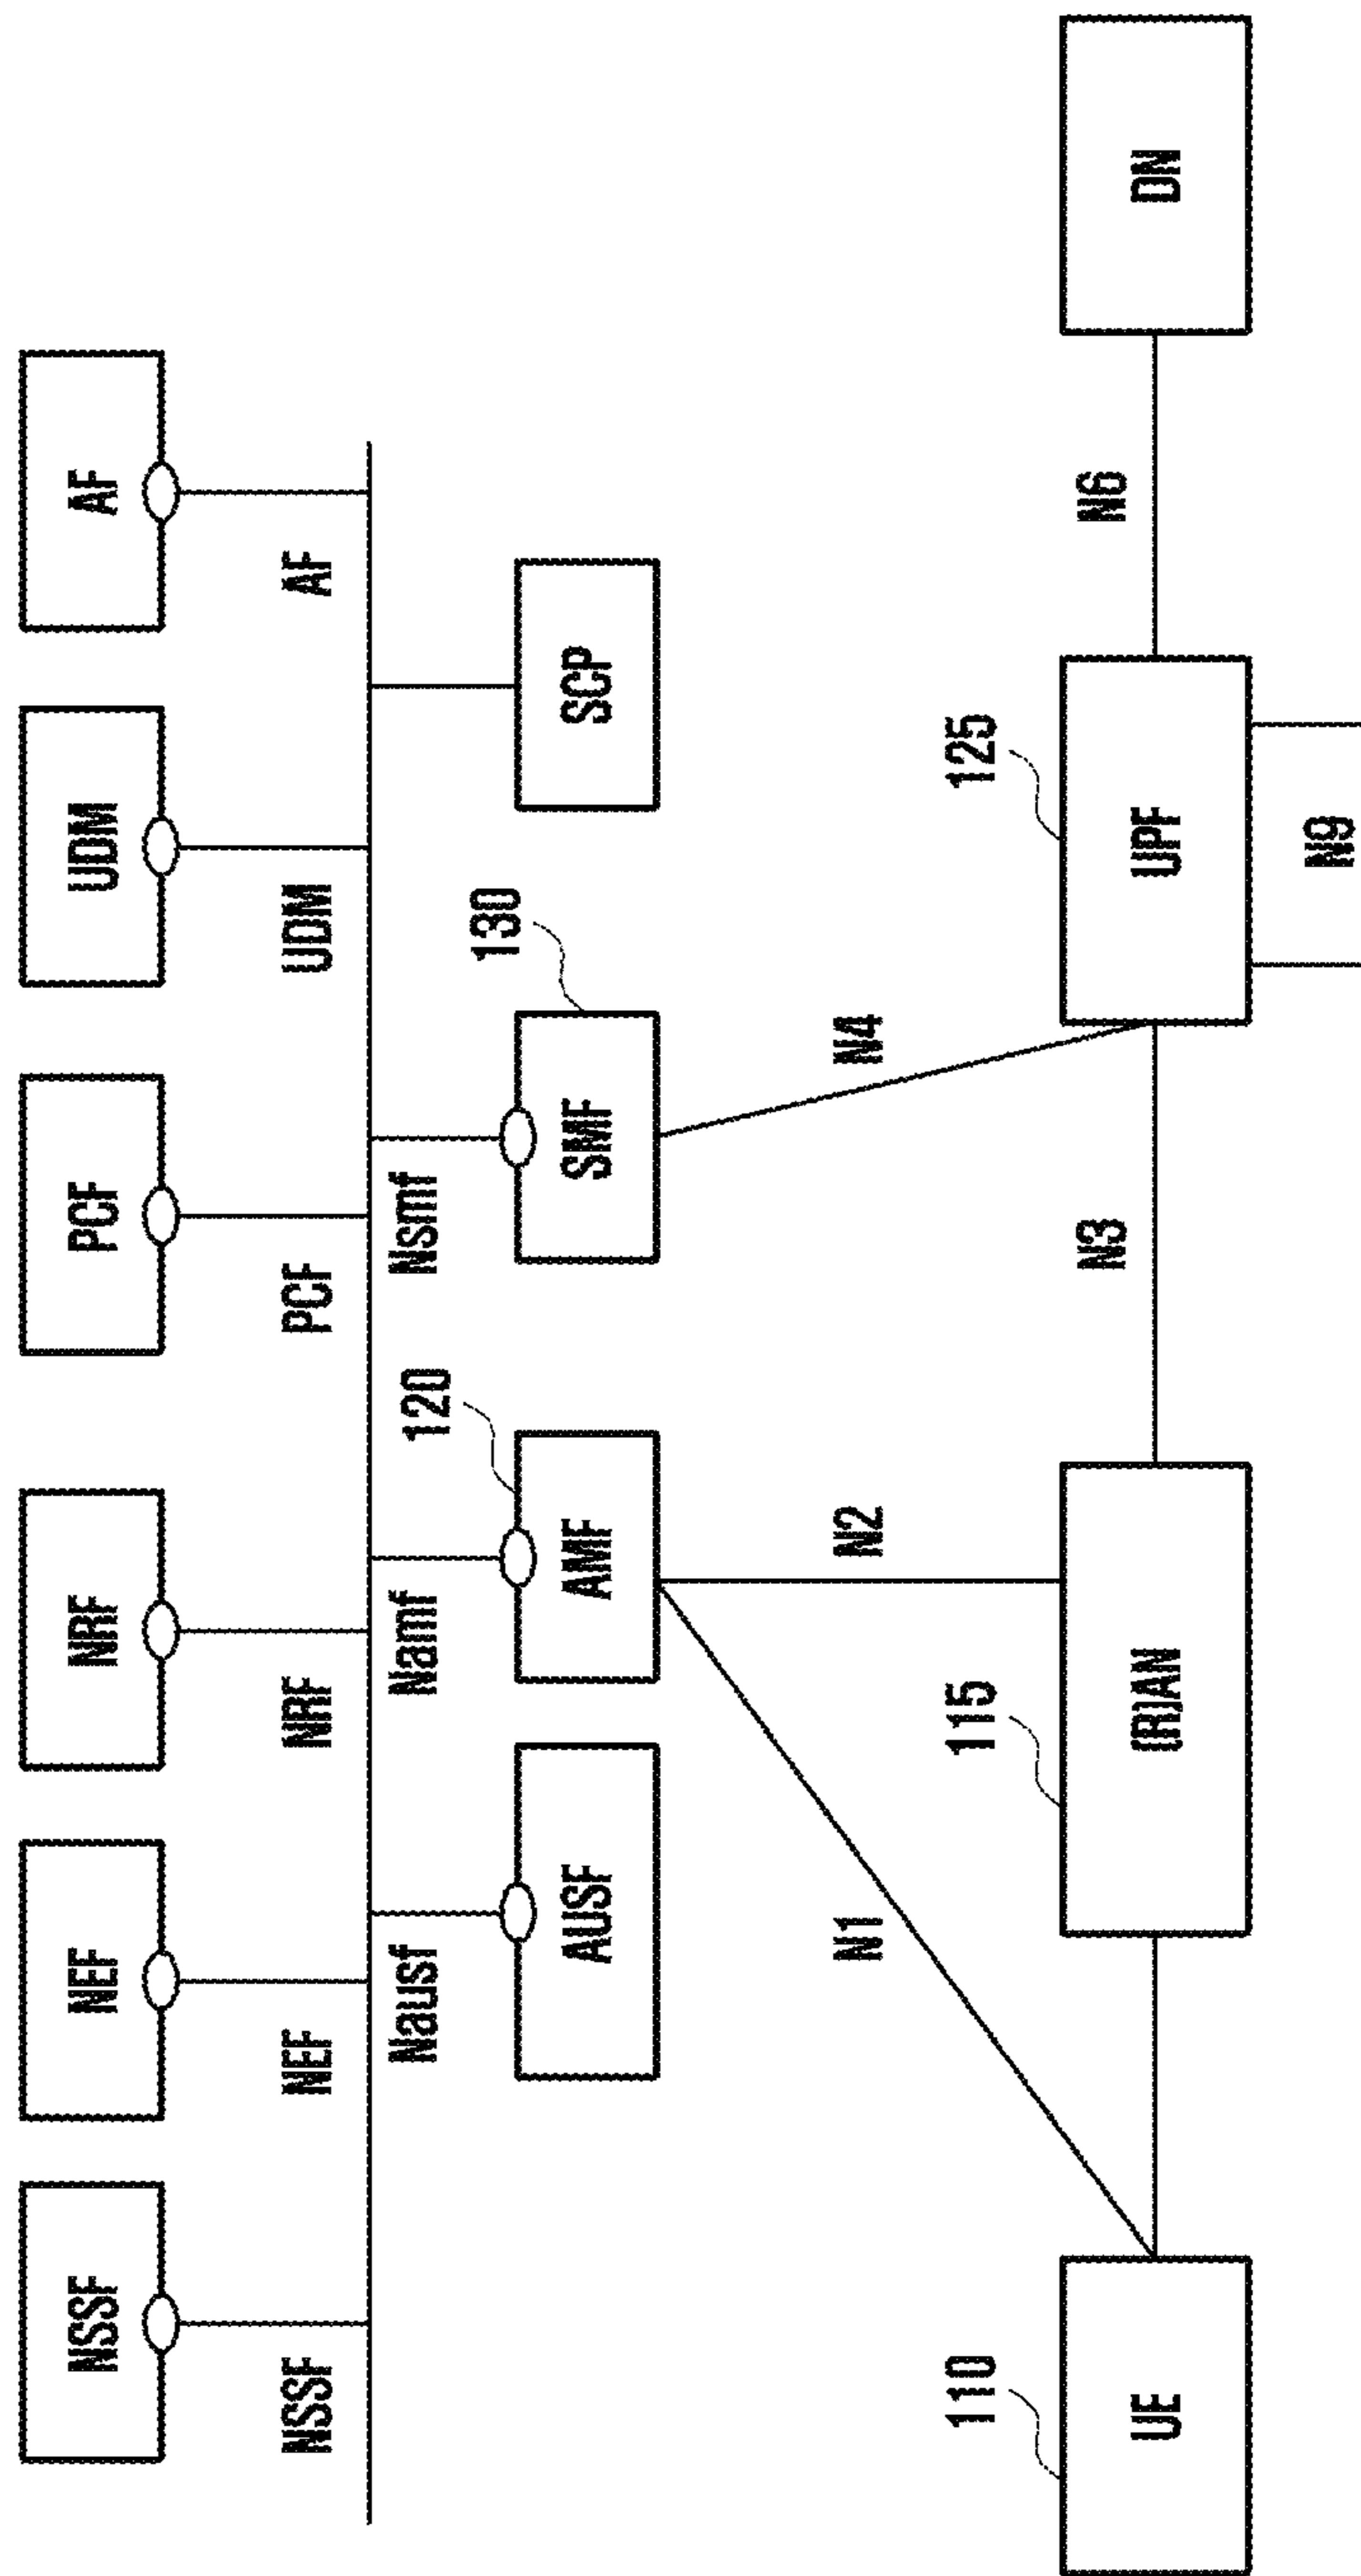 NSSF
NEF
NRF
PCF
UDM
AF
NSSF
NEF
NRF
PCF
UDM
AF
Nausf
Namf
Nsmf
120
130
AUSF
AMF
SMF
SCP
N1
N2
N4
110
115
125
UE
(R)AN
N3
UPF
N6
DN
N9